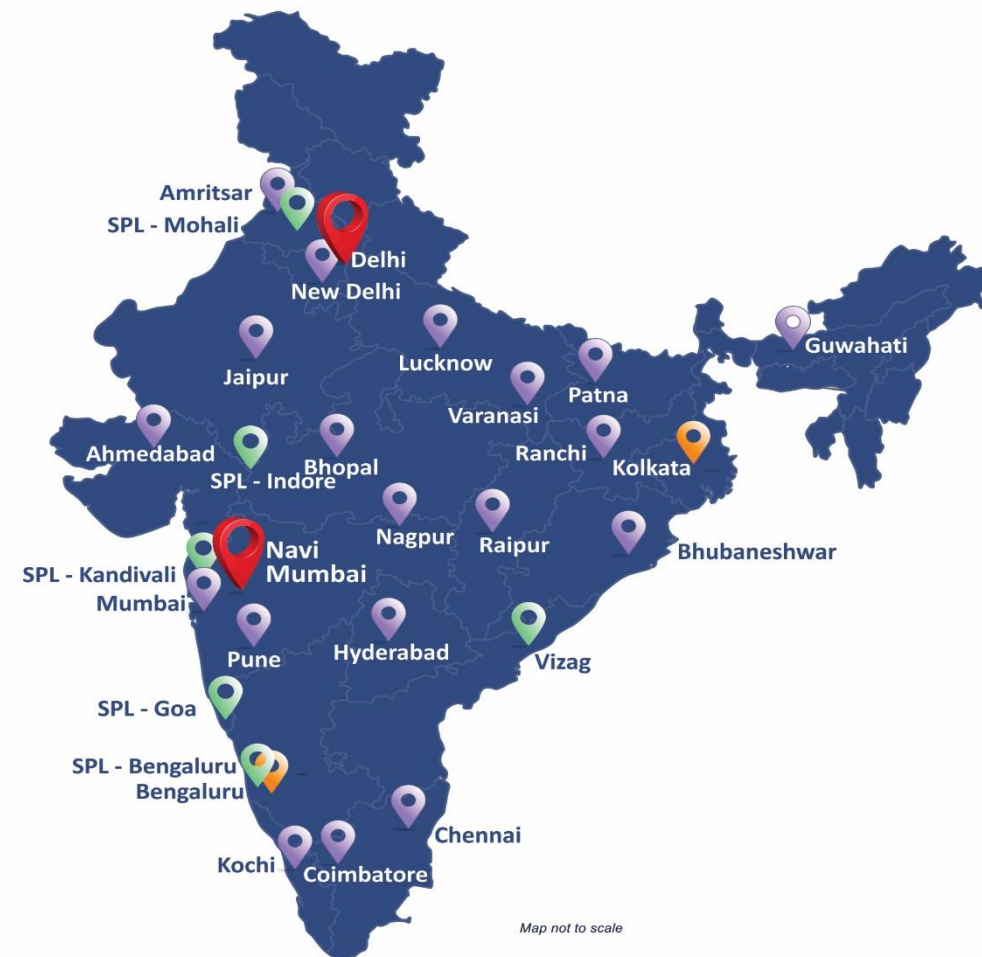 Amritsar
SPL - Mohali
Delhi
New Delhi
Guwahati
Lucknow
Jaipur
Patna
Varanasi
Ahmedabad
Bhopal
Ranchi
Kolkata
SPL - Indore
Nagpur
Raipur
Bhubaneshwar
Navi
Mumbai
SPL - Kandivali
Mumbai
Hyderabad
Pune
Vizag
SPL - Goa
SPL - Bengaluru
Bengaluru
Chennai
Kochi
Coimbatore
Map not to scale